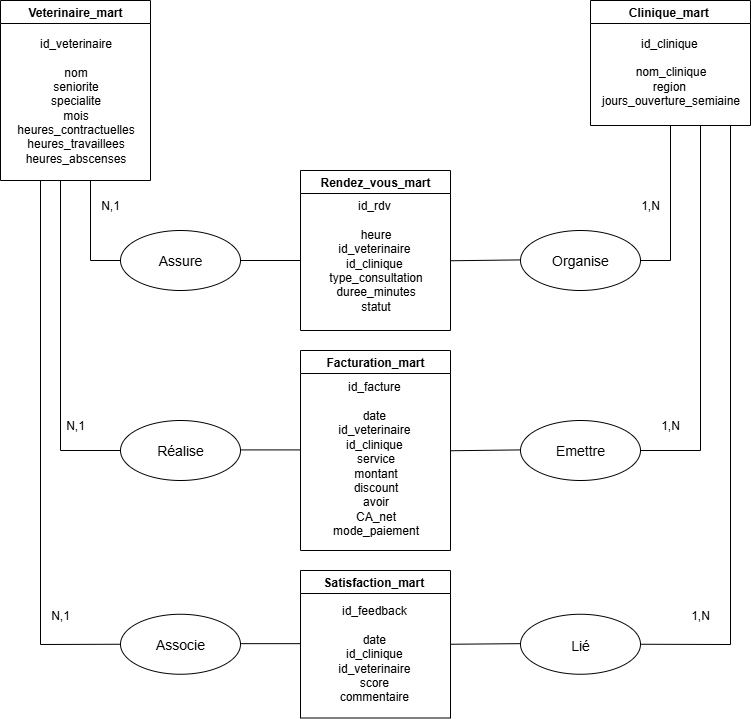 Veterinaire_mart
id_veterinaire
nom
seniorite
specialite
mois
heures_contractuelles
heures_travaillees
heures_abscenses
Clinique_mart
id_clinique
nom_clinique
region
jours_ouverture_semiaine
N,1
Assure
Rendez_vous_mart
id_rdv
heure
id_veterinaire
id_clinique
type_consultation
duree_minutes
statut
1,N
Organise
N,1
Réalise
Facturation_mart
id_facture
date
id_veterinaire
id_clinique
service
montant
discount
avoir
CA_net
mode_paiement
1,N
Emettre
N,1
Associe
Satisfaction_mart
id_feedback
date
id_clinique
id_veterinaire
score
commentaire
1,N
Lié